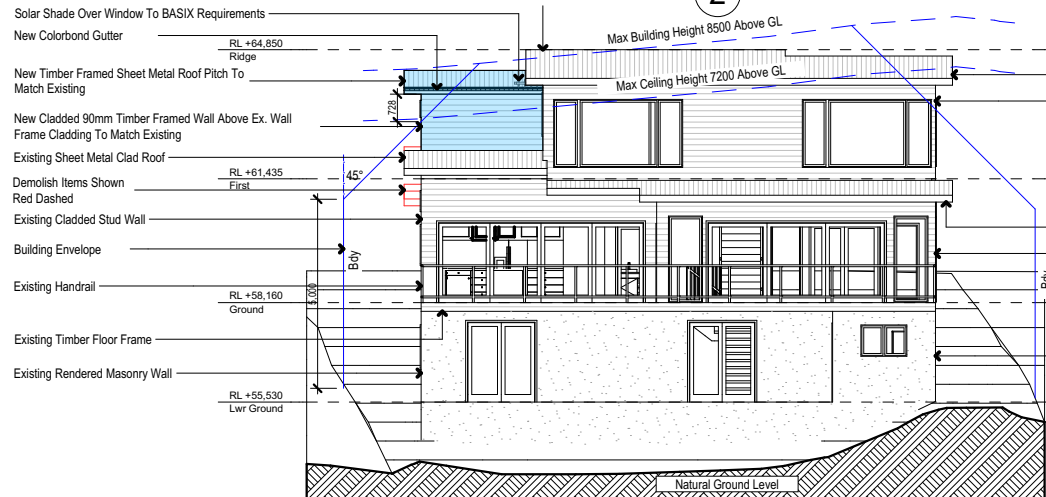 2
Solar Shade Over Window To BASIX Requirements
New Colorbond Gutter
RL +64,850
Ridge
Max Building Height 8500 Above GL
New Timber Framed Sheet Metal Roof Pitch To
Match Existing
Max Ceiling Height 7200 Above GL
728
New Cladded 90mm Timber Framed Wall Above Ex. Wall
Frame Cladding To Match Existing
Existing Sheet Metal Clad Roof
RL +61,435
First
45°
Demolish Items Shown
Red Dashed
Existing Cladded Stud Wall
Building Envelope
Bdy
Bdy
Existing Handrail
5,000
RL +58,160
Ground
Existing Timber Floor Frame
Existing Rendered Masonry Wall
RL +55,530
Lwr Ground
Natural Ground Level